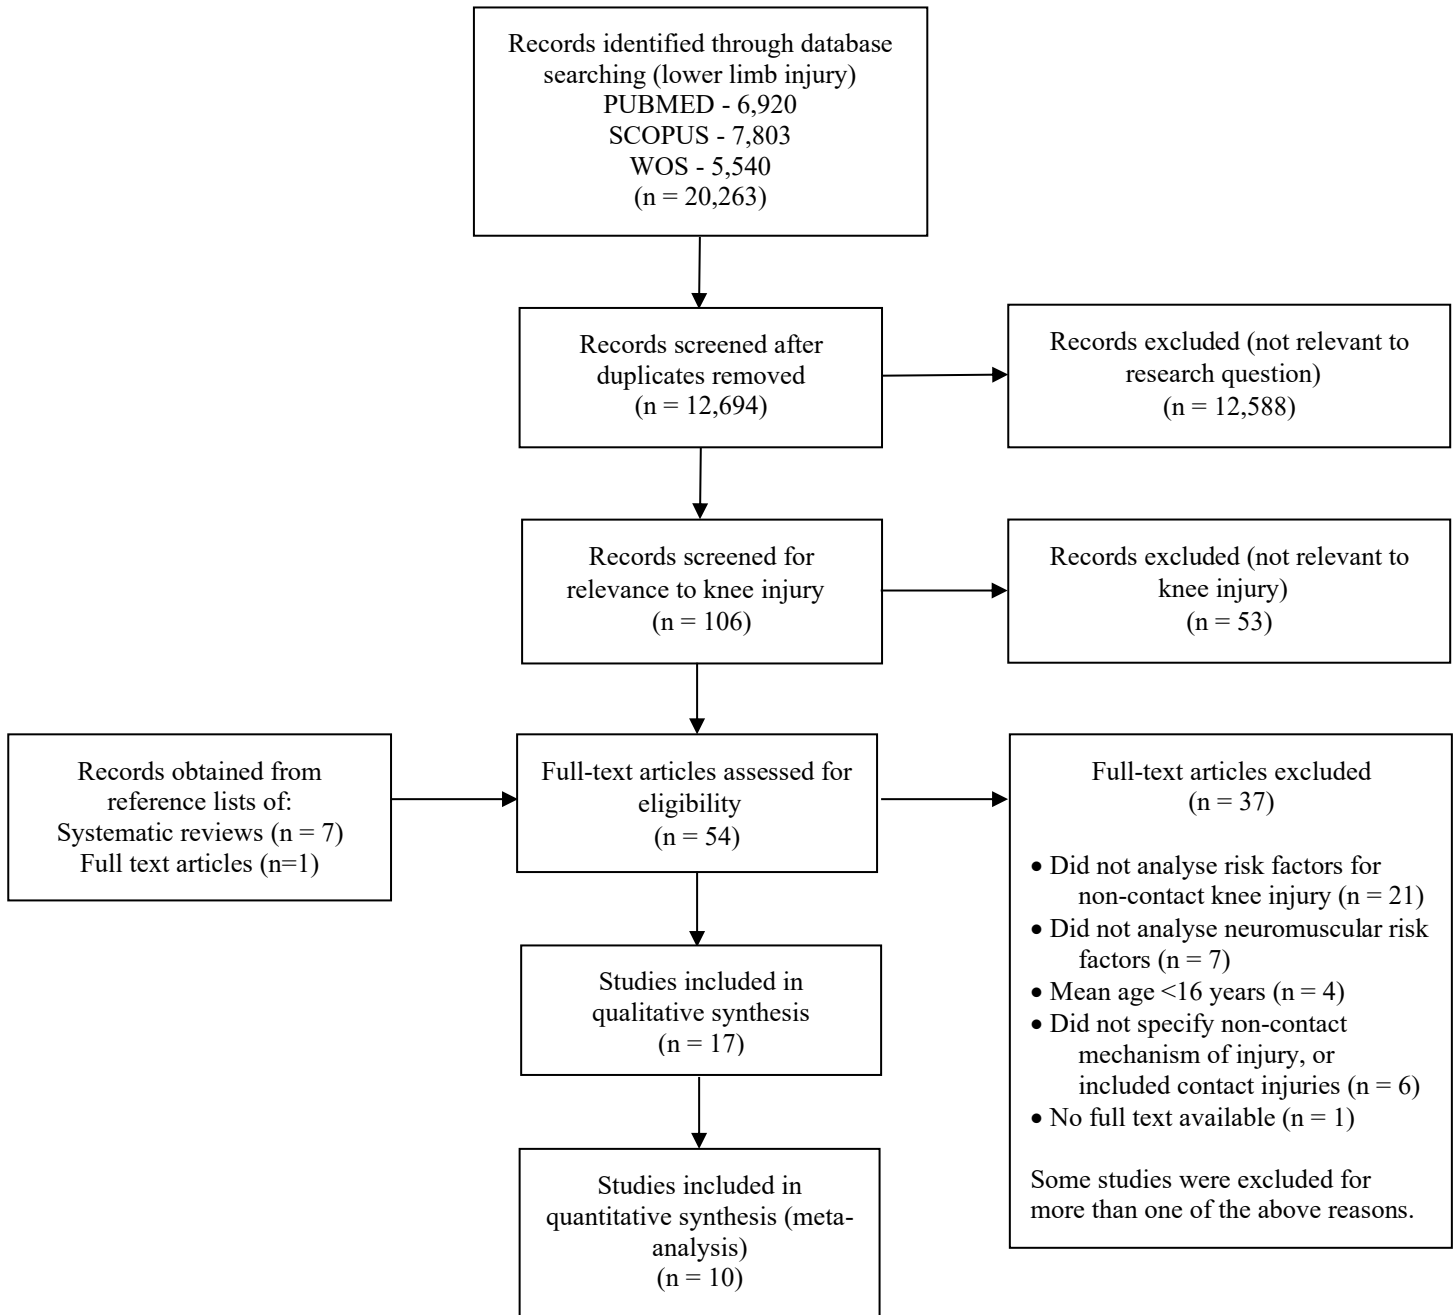 Records identified through database
searching (lower limb injury)
PUBMED - 6,920
SCOPUS - 7,803
WOS - 5,540
(n = 20,263)
Records screened after
duplicates removed
(n = 12,694)
Records excluded (not relevant to
research question)
(n = 12,588)
Records screened for
relevance to knee injury
(n = 106)
Records excluded (not relevant to
knee injury)
(n = 53)
Records obtained from
reference lists of:
Systematic reviews (n = 7)
Full text articles (n=1)
Full-text articles assessed for
eligibility
(n = 54)
Full-text articles excluded
(n = 37)
• Did not analyse risk factors for
non-contact knee injury (n = 21)
• Did not analyse neuromuscular risk
factors (n = 7)
• Mean age <16 years (n = 4)
• Did not specify non-contact
mechanism of injury, or
included contact injuries (n = 6)
• No full text available (n = 1)
Some studies were excluded for
more than one of the above reasons.
Studies included in
qualitative synthesis
(n = 17)
Studies included in
quantitative synthesis (meta-
analysis)
(n = 10)